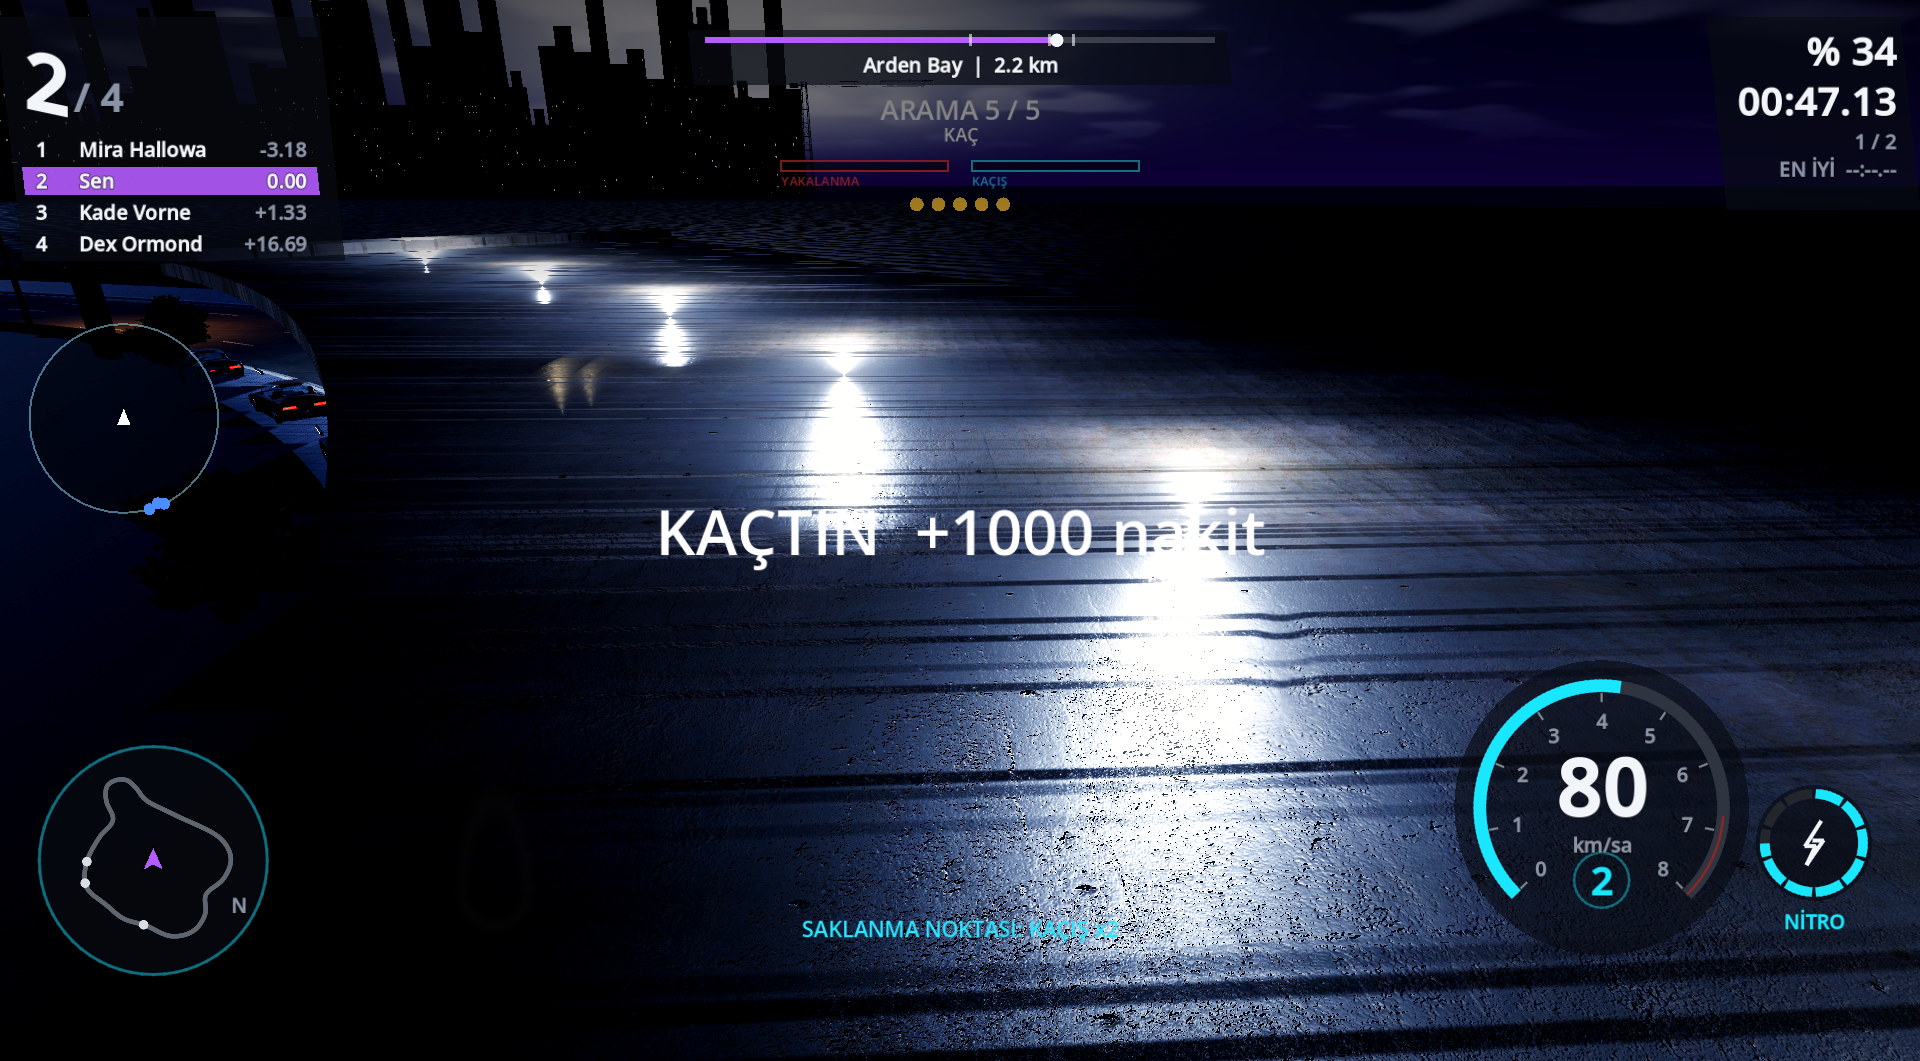 2 / 4
1 Mira Hallowa -3.18
2 Sen 0.00
3 Kade Vorne +1.33
4 Dex Ormond +16.69
Arden Bay | 2.2 km
ARAMA 5 / 5
KAÇ
YAKALANMA KAÇIŞ
% 34
00:47.13
1 / 2
EN İYİ --:--.--
KAÇTIN +1000 nakit
SAKLANMA NOKTASI: KAÇIŞ x2
N
0 1 2 3 4 5 6 7 8
80
km/sa
2
NİTRO